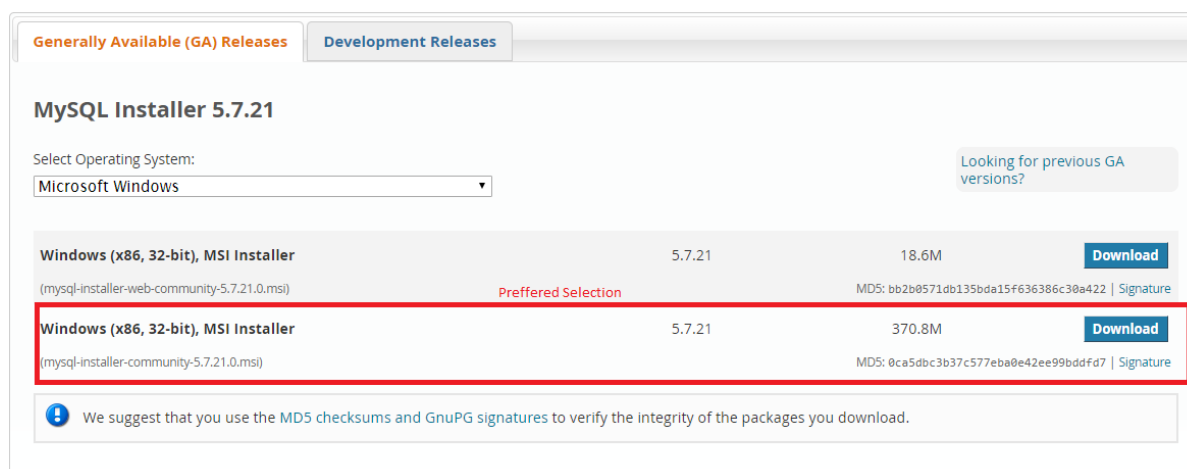 Generally Available (GA) Releases
Development Releases
MySQL Installer 5.7.21
Select Operating System:
Microsoft Windows
Looking for previous GA
versions?
Windows (x86, 32-bit), MSI Installer 5.7.21 18.6M Download
(mysql-installer-web-community-5.7.21.0.msi) MD5: bb2b0571db135bda15f636386c30a422 | Signature
Preffered Selection
Windows (x86, 32-bit), MSI Installer 5.7.21 370.8M Download
(mysql-installer-community-5.7.21.0.msi) MD5: 0ca5dbc3b37c577eba0e42ee99bddfd7 | Signature
We suggest that you use the MD5 checksums and GnuPG signatures to verify the integrity of the packages you download.